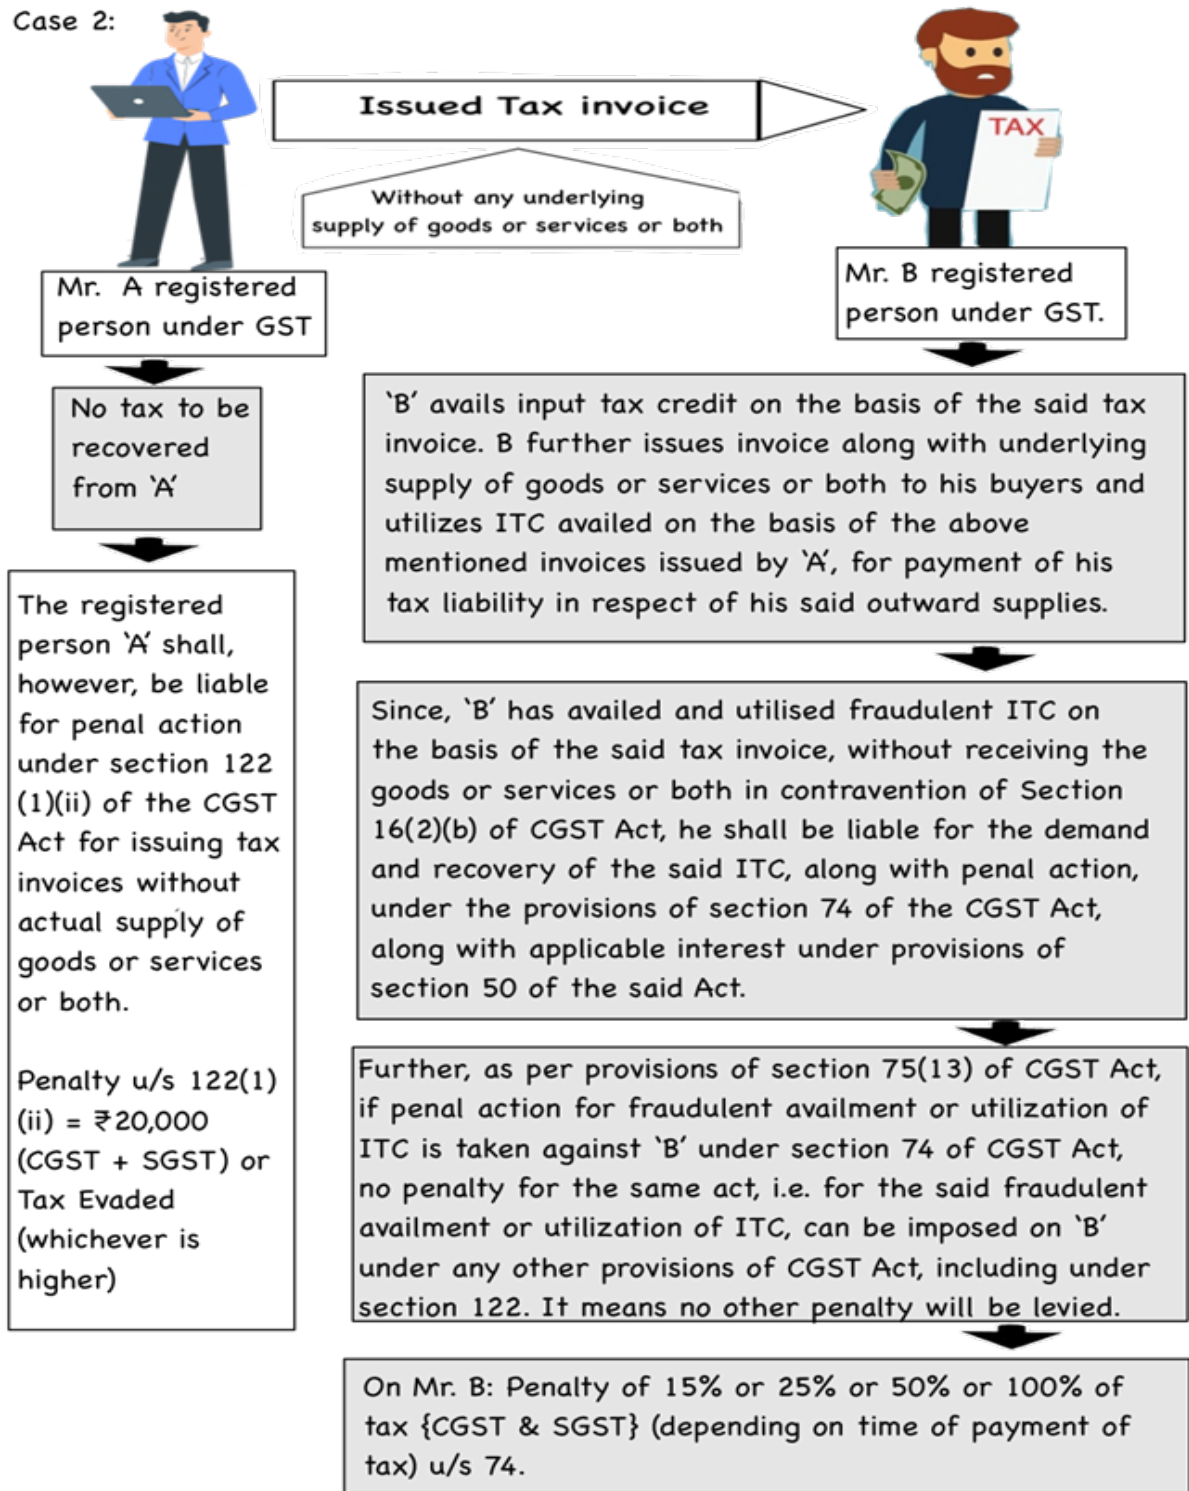 Case 2:
Issued Tax invoice
TAX
Without any underlying
supply of goods or services or both
Mr. A registered
person under GST
Mr. B registered
person under GST.
No tax to be
recovered
from ‘A’
The registered
person ‘A’ shall,
however, be liable
for penal action
under section 122
(1)(ii) of the CGST
Act for issuing tax
invoices without
actual supply of
goods or services
or both.
Penalty u/s 122(1)
(ii) = ₹20,000
(CGST + SGST) or
Tax Evaded
(whichever is
higher)
‘B’ avails input tax credit on the basis of the said tax
invoice. B further issues invoice along with underlying
supply of goods or services or both to his buyers and
utilizes ITC availed on the basis of the above
mentioned invoices issued by ‘A’, for payment of his
tax liability in respect of his said outward supplies.
Since, ‘B’ has availed and utilised fraudulent ITC on
the basis of the said tax invoice, without receiving the
goods or services or both in contravention of Section
16(2)(b) of CGST Act, he shall be liable for the demand
and recovery of the said ITC, along with penal action,
under the provisions of section 74 of the CGST Act,
along with applicable interest under provisions of
section 50 of the said Act.
Further, as per provisions of section 75(13) of CGST Act,
if penal action for fraudulent availment or utilization of
ITC is taken against ‘B’ under section 74 of CGST Act,
no penalty for the same act, i.e. for the said fraudulent
availment or utilization of ITC, can be imposed on ‘B’
under any other provisions of CGST Act, including under
section 122. It means no other penalty will be levied.
On Mr. B: Penalty of 15% or 25% or 50% or 100% of
tax {CGST & SGST} (depending on time of payment of
tax) u/s 74.